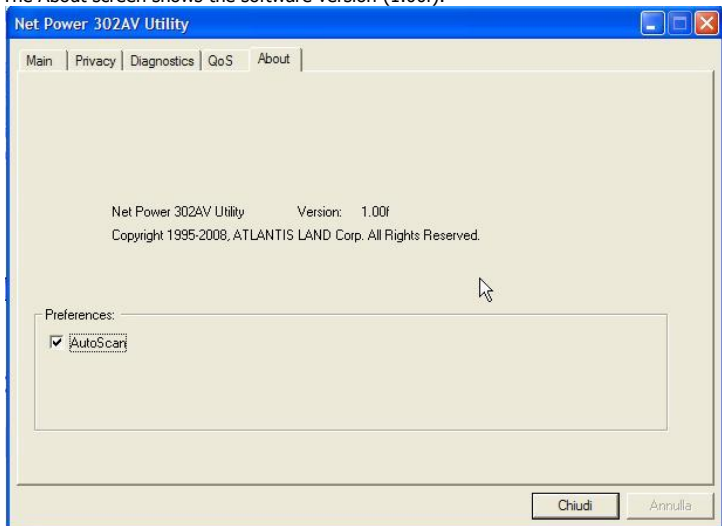 The About screen shows the software version (1.00f).
Net Power 302AV Utility
Main Privacy Diagnostics QoS About
Net Power 302AV Utility Version: 1.00f
Copyright 1995-2008, ATLANTIS LAND Corp. All Rights Reserved.
Preferences:
AutoScan
Chiudi Annulla